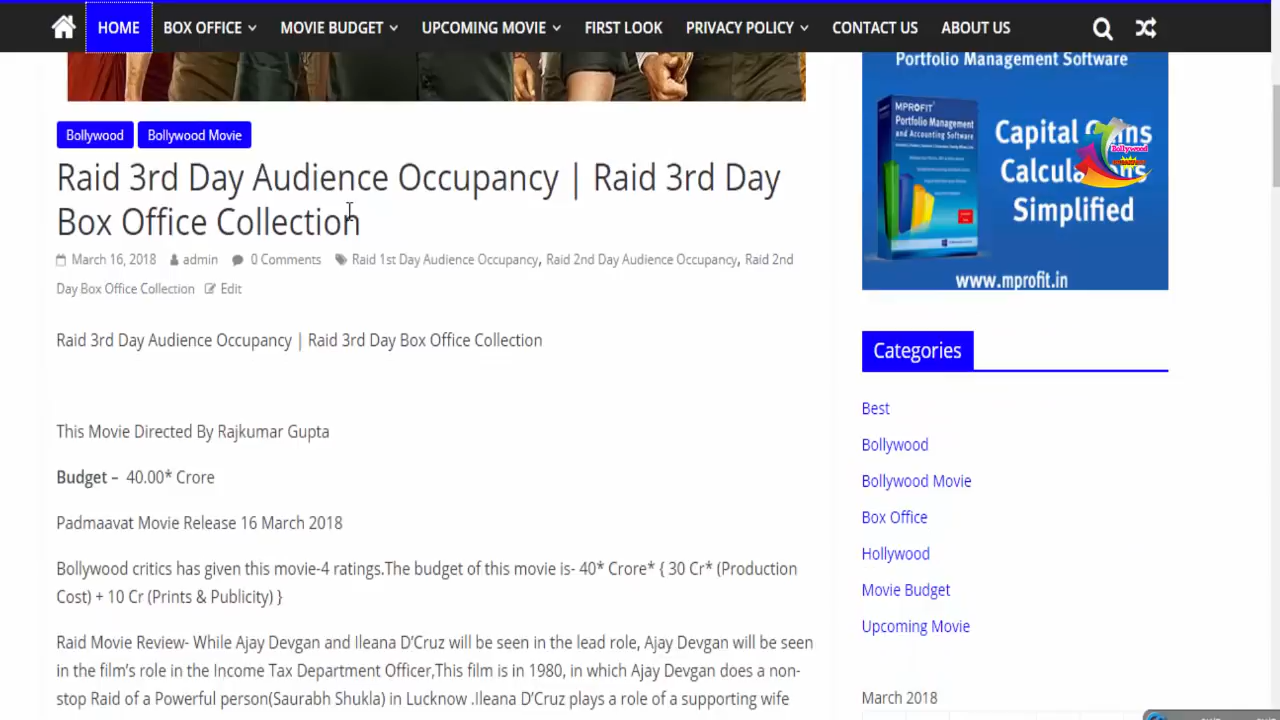 HOME BOX OFFICE MOVIE BUDGET UPCOMING MOVIE FIRST LOOK PRIVACY POLICY CONTACT US ABOUT US
Bollywood Bollywood Movie
Raid 3rd Day Audience Occupancy | Raid 3rd Day
Box Office Collection
March 16, 2018 admin 0 Comments Raid 1st Day Audience Occupancy, Raid 2nd Day Audience Occupancy, Raid 2nd
Day Box Office Collection Edit
Raid 3rd Day Audience Occupancy | Raid 3rd Day Box Office Collection
This Movie Directed By Rajkumar Gupta
Budget – 40.00* Crore
Padmaavat Movie Release 16 March 2018
Bollywood critics has given this movie-4 ratings.The budget of this movie is- 40* Crore* { 30 Cr* (Production
Cost) + 10 Cr (Prints & Publicity) }
Raid Movie Review- While Ajay Devgan and Ileana D’Cruz will be seen in the lead role, Ajay Devgan will be seen
in the film’s role in the Income Tax Department Officer,This film is in 1980, in which Ajay Devgan does a non-
stop Raid of a Powerful person(Saurabh Shukla) in Lucknow .Ileana D’Cruz plays a role of a supporting wife
Portfolio Management Software
MPROFIT
Portfolio Management
and Accounting Software
Capital
Simplified
Bollywood
www.mprofit.in
Categories
Best
Bollywood
Bollywood Movie
Box Office
Hollywood
Movie Budget
Upcoming Movie
March 2018